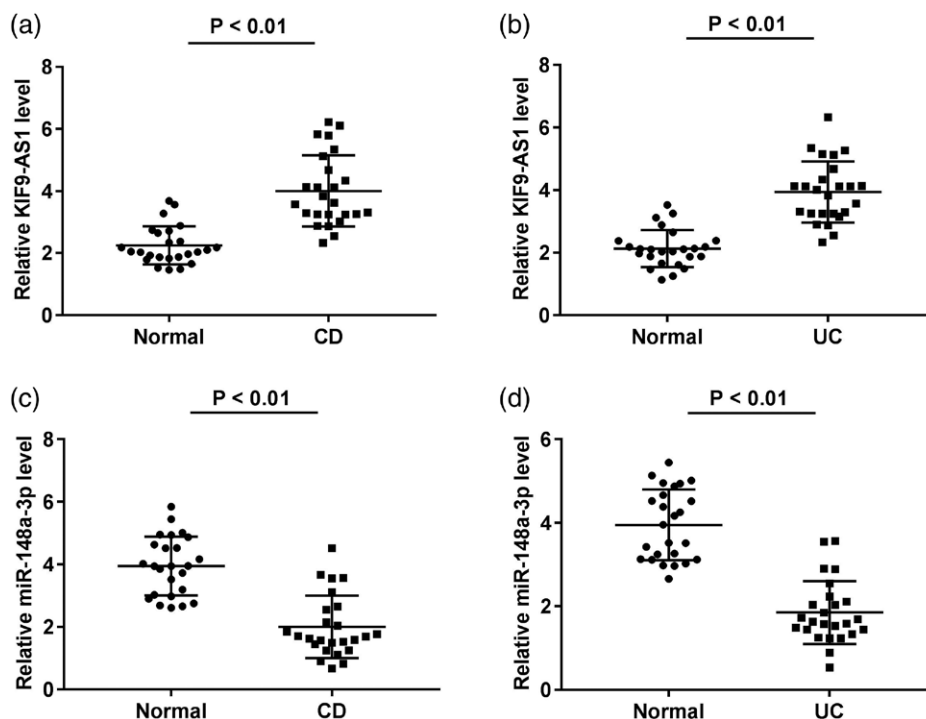 (a)
P < 0.01
Relative KIF9-AS1 level
8
6
4
2
0
Normal CD
(b)
P < 0.01
Relative KIF9-AS1 level
8
6
4
2
0
Normal UC
(c)
P < 0.01
Relative miR-148a-3p level
8
6
4
2
0
Normal CD
(d)
P < 0.01
Relative miR-148a-3p level
6
4
2
0
Normal UC